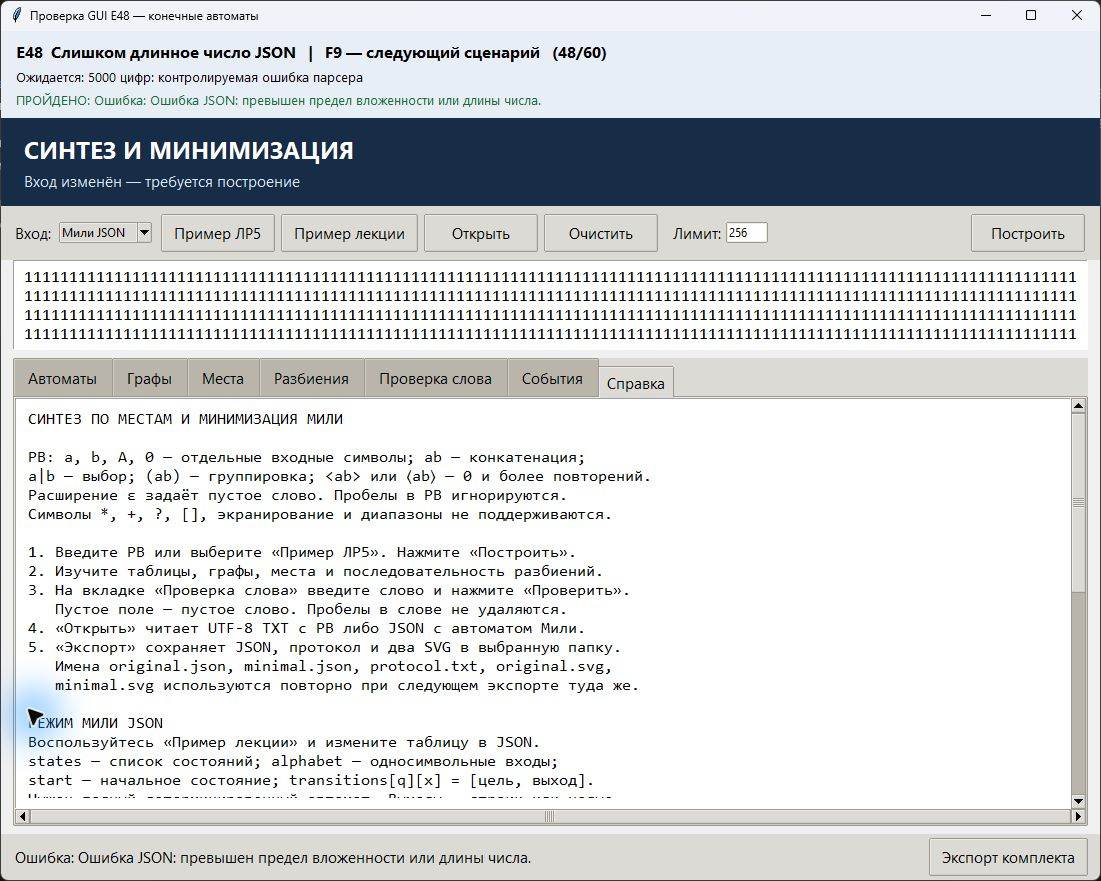 Проверка GUI E48 — конечные автоматы
E48 Слишком длинное число JSON | F9 — следующий сценарий (48/60)
Ожидается: 5000 цифр: контролируемая ошибка парсера
ПРОЙДЕНО: Ошибка: Ошибка JSON: превышен предел вложенности или длины числа.
СИНТЕЗ И МИНИМИЗАЦИЯ
Вход изменён — требуется построение
Вход: Мили JSON Пример ЛР5 Пример лекции Открыть Очистить Лимит: 256 Построить
Автоматы Графы Места Разбиения Проверка слова События Справка
СИНТЕЗ ПО МЕСТАМ И МИНИМИЗАЦИЯ МИЛИ
РВ: a, b, A, 0 — отдельные входные символы; ab — конкатенация;
a|b — выбор; (ab) — группировка; <ab> или ⟨ab⟩ — 0 и более повторений.
Расширение ε задаёт пустое слово. Пробелы в РВ игнорируются.
Символы *, +, ?, [], экранирование и диапазоны не поддерживаются.
1. Введите РВ или выберите «Пример ЛР5». Нажмите «Построить».
2. Изучите таблицы, графы, места и последовательность разбиений.
3. На вкладке «Проверка слова» введите слово и нажмите «Проверить».
Пустое поле — пустое слово. Пробелы в слове не удаляются.
4. «Открыть» читает UTF-8 TXT с РВ либо JSON с автоматом Мили.
5. «Экспорт» сохраняет JSON, протокол и два SVG в выбранную папку.
Имена original.json, minimal.json, protocol.txt, original.svg,
minimal.svg используются повторно при следующем экспорте туда же.
РЕЖИМ МИЛИ JSON
Воспользуйтесь «Пример лекции» и измените таблицу в JSON.
states — список состояний; alphabet — односимвольные входы;
start — начальное состояние; transitions[q][x] = [цель, выход].
Ошибка: Ошибка JSON: превышен предел вложенности или длины числа.
Экспорт комплекта